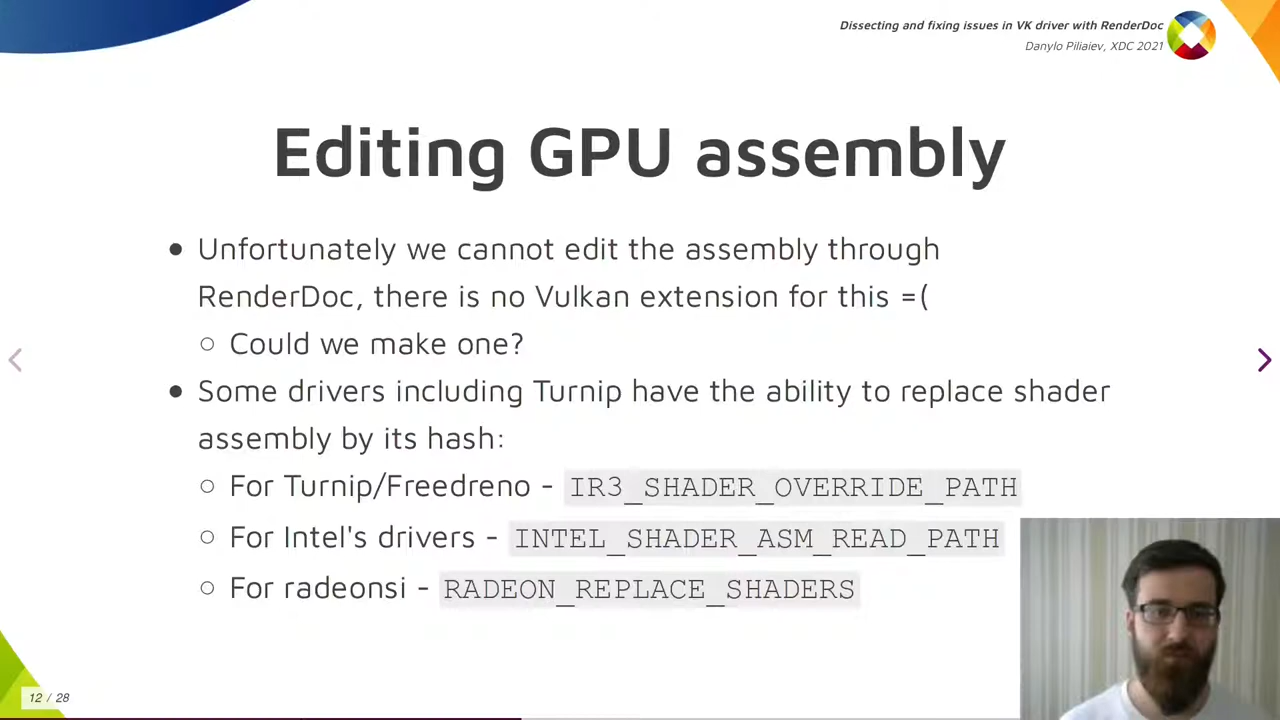 Dissecting and fixing issues in VK driver with RenderDoc
Danylo Piliaiev, XDC 2021
Editing GPU assembly
● Unfortunately we cannot edit the assembly through
RenderDoc, there is no Vulkan extension for this =(
○ Could we make one?
● Some drivers including Turnip have the ability to replace shader
assembly by its hash:
○ For Turnip/Freedreno - IR3_SHADER_OVERRIDE_PATH
○ For Intel's drivers - INTEL_SHADER_ASM_READ_PATH
○ For radeonsi - RADEON_REPLACE_SHADERS
12 / 28